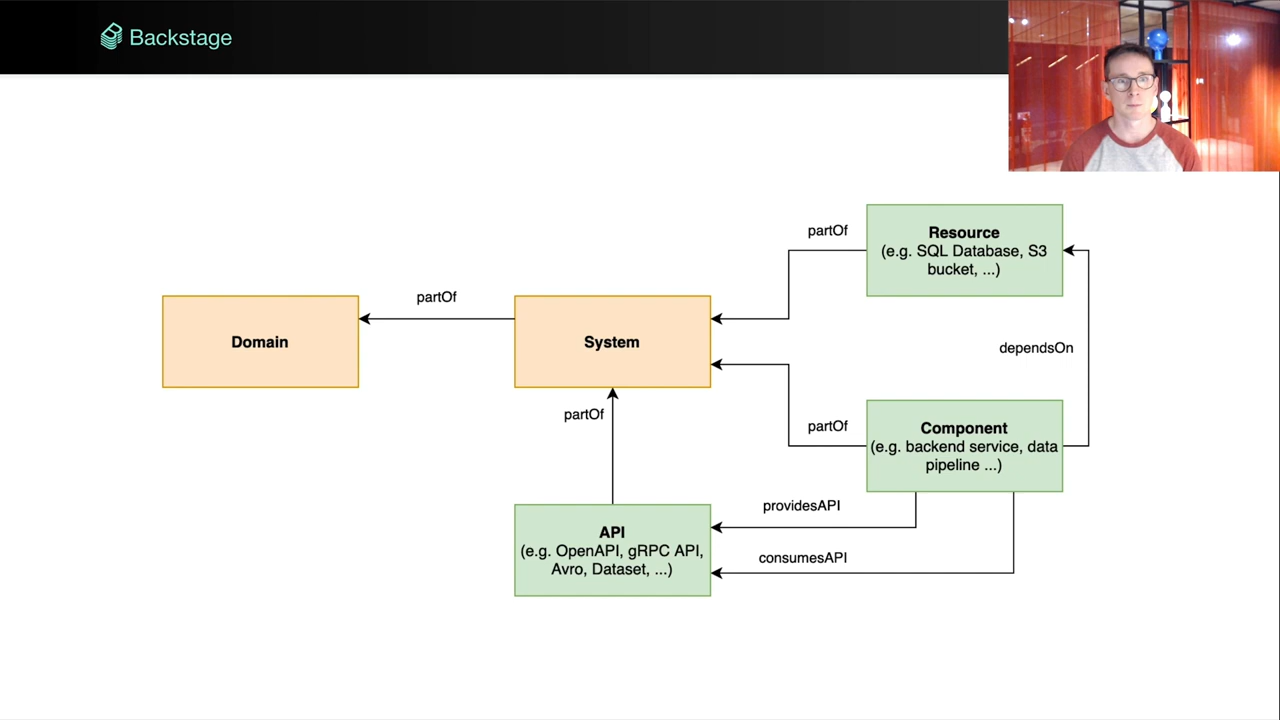 Backstage
partOf
Resource
(e.g. SQL Database, S3
bucket, ...)
partOf
Domain
System
dependsOn
partOf
partOf
Component
(e.g. backend service, data
pipeline ...)
providesAPI
API
(e.g. OpenAPI, gRPC API,
Avro, Dataset, ...)
consumesAPI